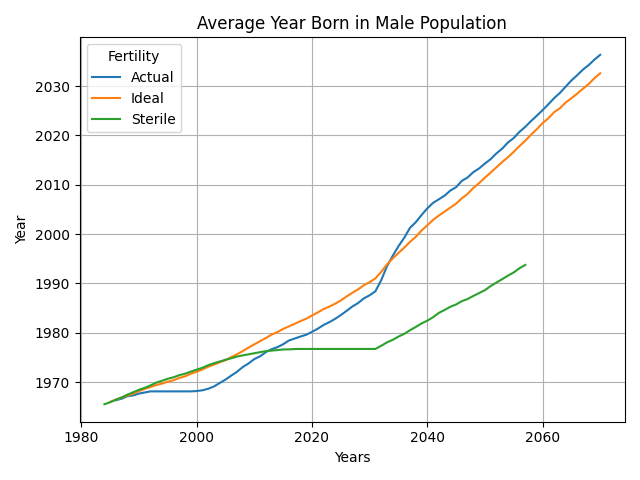 Average Year Born in Male Population
Fertility
Actual
Ideal
Sterile
Year
2030
2020
2010
2000
1990
1980
1970
1980 2000 2020 2040 2060
Years